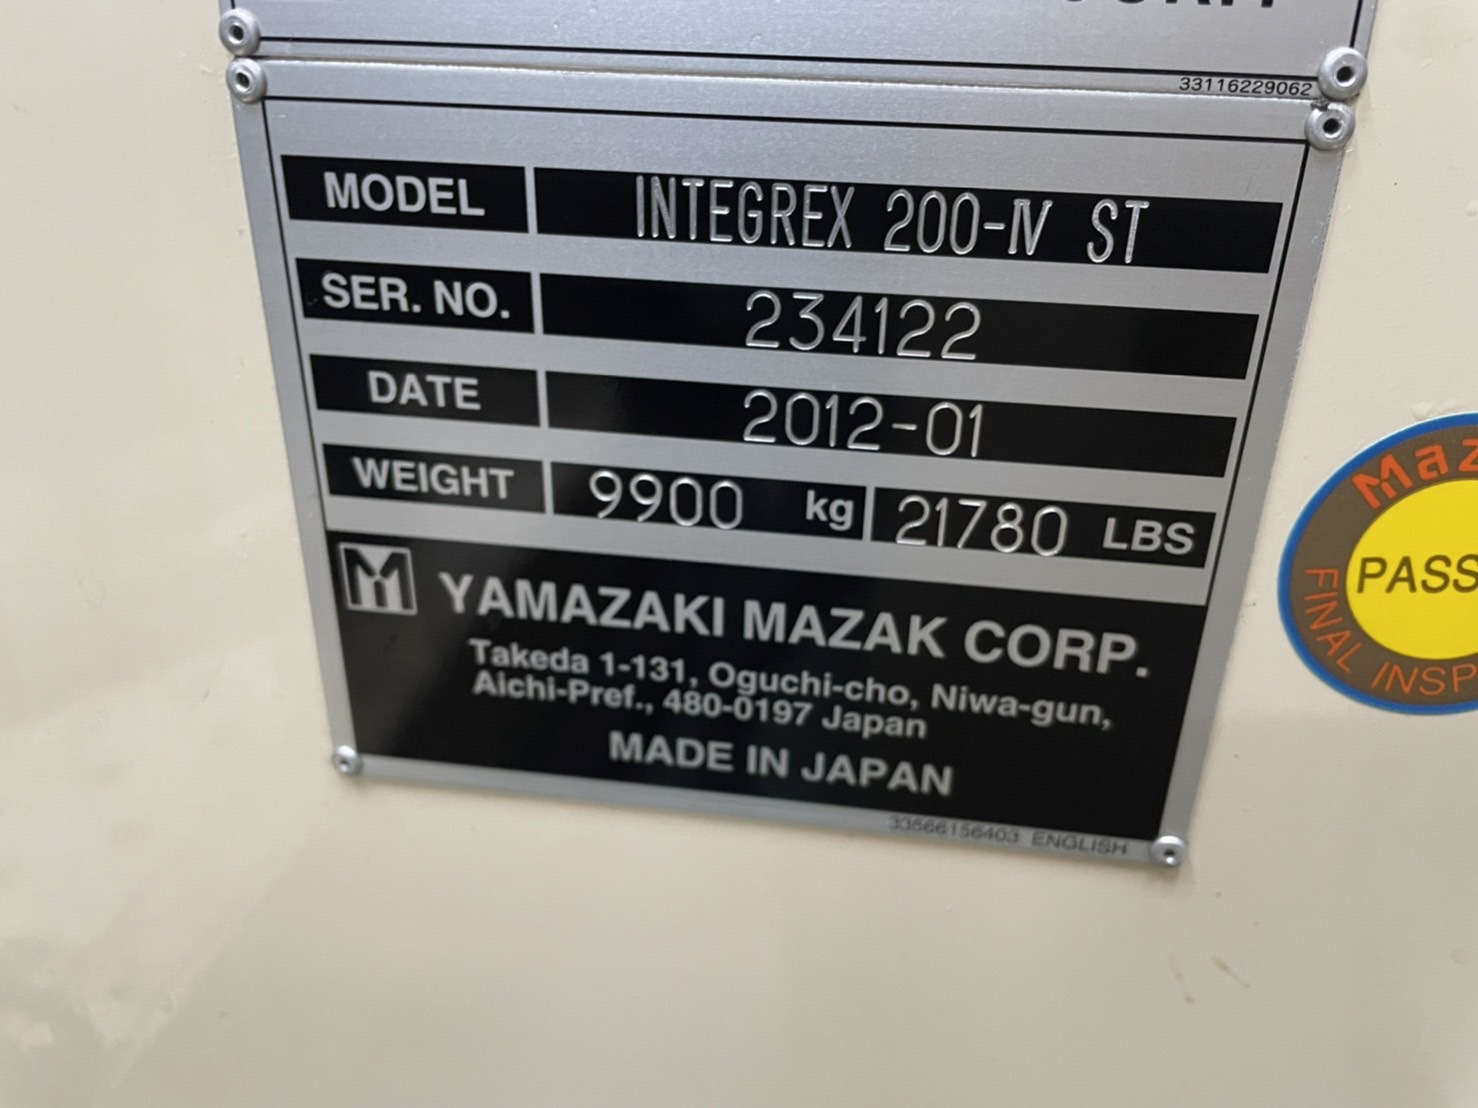 33116229062
MODEL INTEGREX 200-Ⅳ ST
SER. NO. 234122
DATE 2012-01
WEIGHT 9900 kg 21780 LBS
YAMAZAKI MAZAK CORP.
Takeda 1-131, Oguchi-cho, Niwa-gun,
Aichi-Pref., 480-0197 Japan
MADE IN JAPAN
33566156403 ENGLISH
Maz
PASS
FINAL INSP